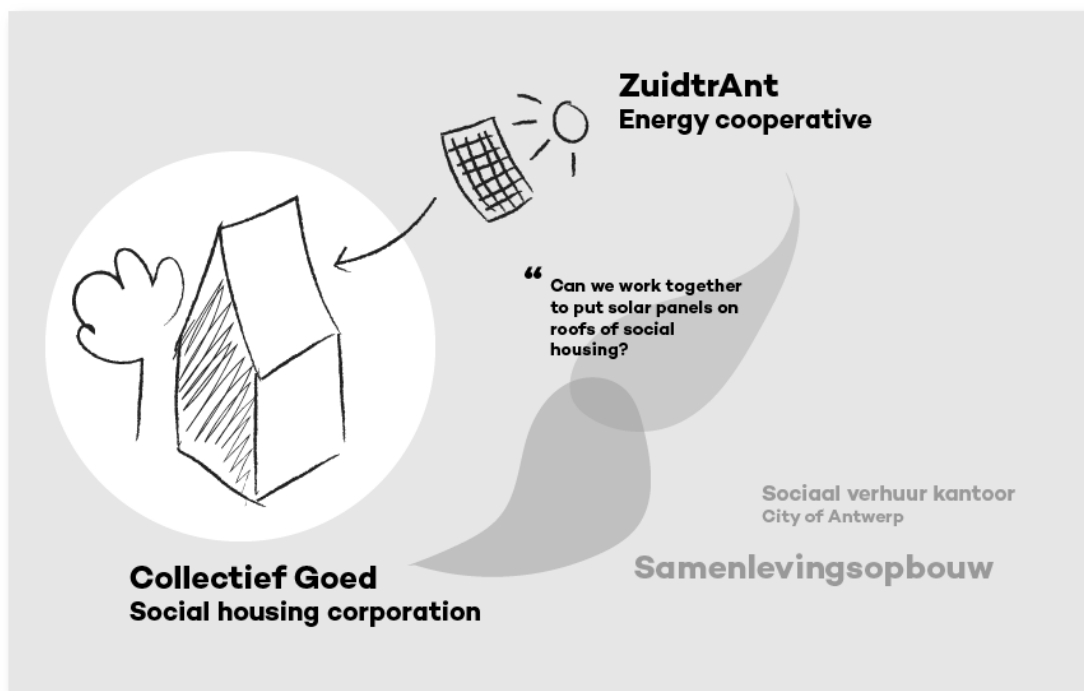 ZuidtrAnt
Energy cooperative
“ Can we work together
to put solar panels on
roofs of social
housing?
Sociaal verhuur kantoor
City of Antwerp
Samenlevingsopbouw
Collectief Goed
Social housing corporation